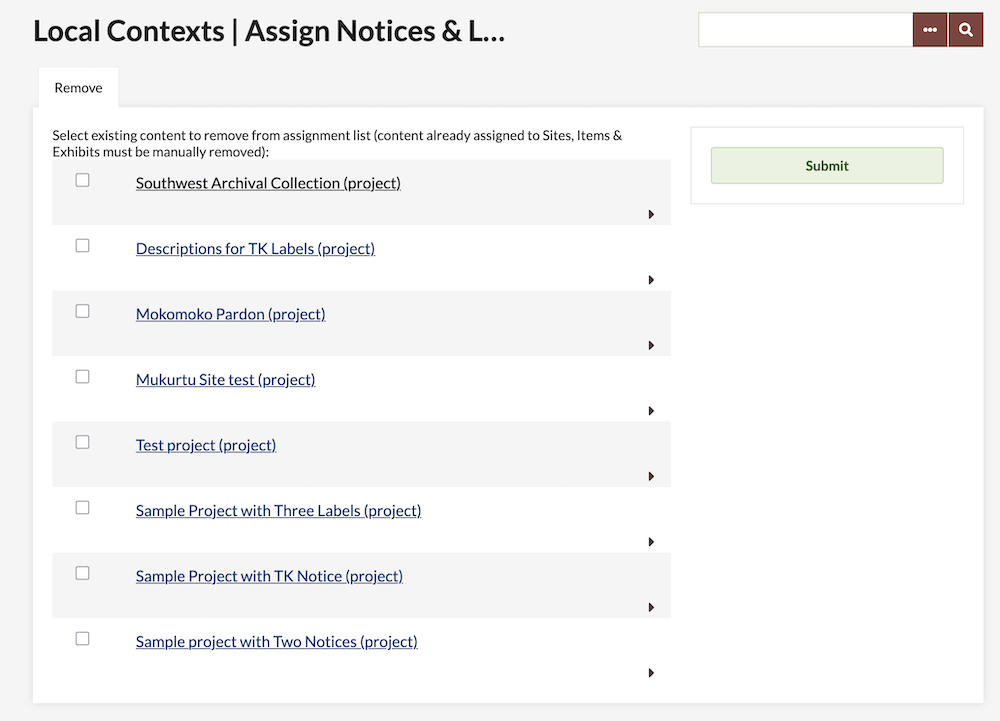 Local Contexts | Assign Notices & L...
Remove
Select existing content to remove from assignment list (content already assigned to Sites, Items &
Exhibits must be manually removed):
Submit
Southwest Archival Collection (project)
Descriptions for TK Labels (project)
Mokomoko Pardon (project)
Mukurtu Site test (project)
Test project (project)
Sample Project with Three Labels (project)
Sample Project with TK Notice (project)
Sample project with Two Notices (project)